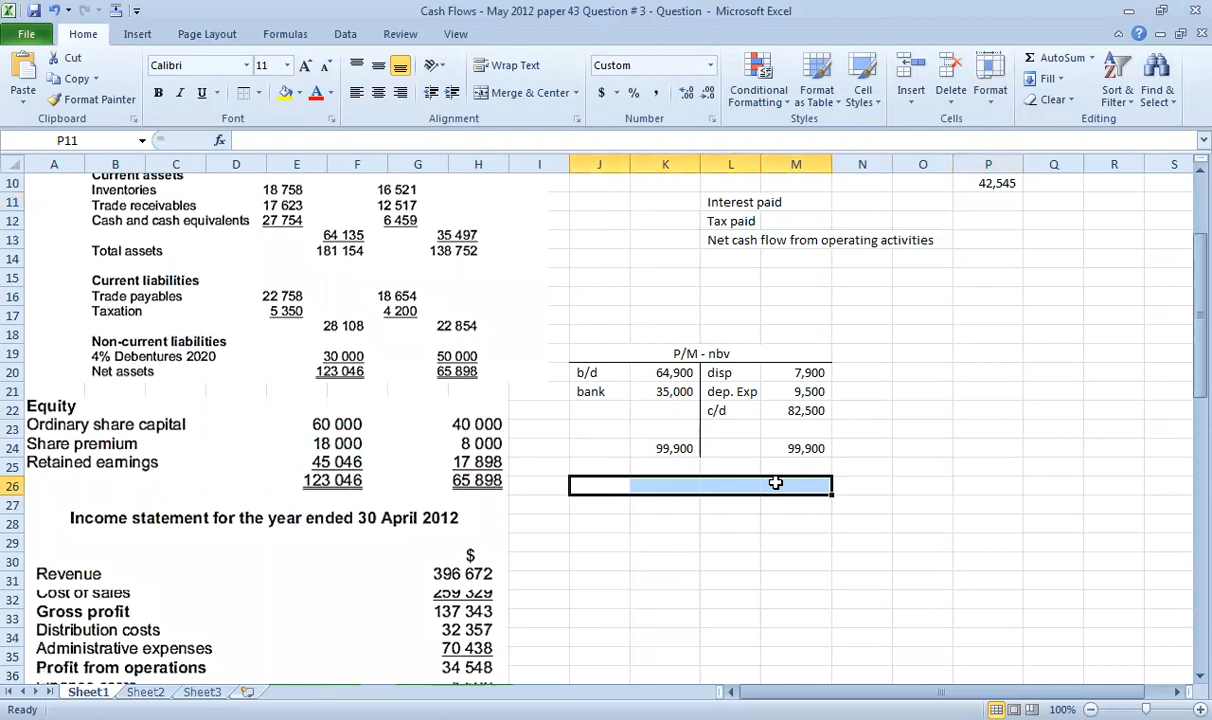 Cash Flows - May 2012 paper 43 Question # 3 - Question - Microsoft Excel
File Home Insert Page Layout Formulas Data Review View
Cut
Copy
Format Painter
Paste
Clipboard
Calibri 11
B I U
Font
Wrap Text
Merge & Center
Alignment
Custom
$ % ,
Number
Conditional Formatting
Format as Table
Cell Styles
Styles
Insert Delete Format
Cells
AutoSum
Fill
Clear
Sort & Filter
Find & Select
Editing
P11 fx
A B C D E F G H I J K L M N O P Q R S
10 Current assets 42,545
Inventories 18 758 16 521
11 Trade receivables 17 623 12 517 Interest paid
12 Cash and cash equivalents 27 754 6 459 Tax paid
13 64 135 35 497 Net cash flow from operating activities
Total assets 181 154 138 752
14
15 Current liabilities
16 Trade payables 22 758 18 654
17 Taxation 5 350 4 200
18 28 108 22 854
19 Non-current liabilities P/M - nbv
20 4% Debentures 2020 30 000 50 000 b/d 64,900 disp 7,900
Net assets 123 046 65 898
21 bank 35,000 dep. Exp 9,500
22 Equity c/d 82,500
23 Ordinary share capital 60 000 40 000
24 Share premium 18 000 8 000 99,900 99,900
25 Retained earnings 45 046 17 898
26 123 046 65 898
27
28 Income statement for the year ended 30 April 2012
29
30 $
31 Revenue 396 672
32 Cost of sales 259 329
33 Gross profit 137 343
34 Distribution costs 32 357
35 Administrative expenses 70 438
36 Profit from operations 34 548
Sheet1 Sheet2 Sheet3
Ready 100%